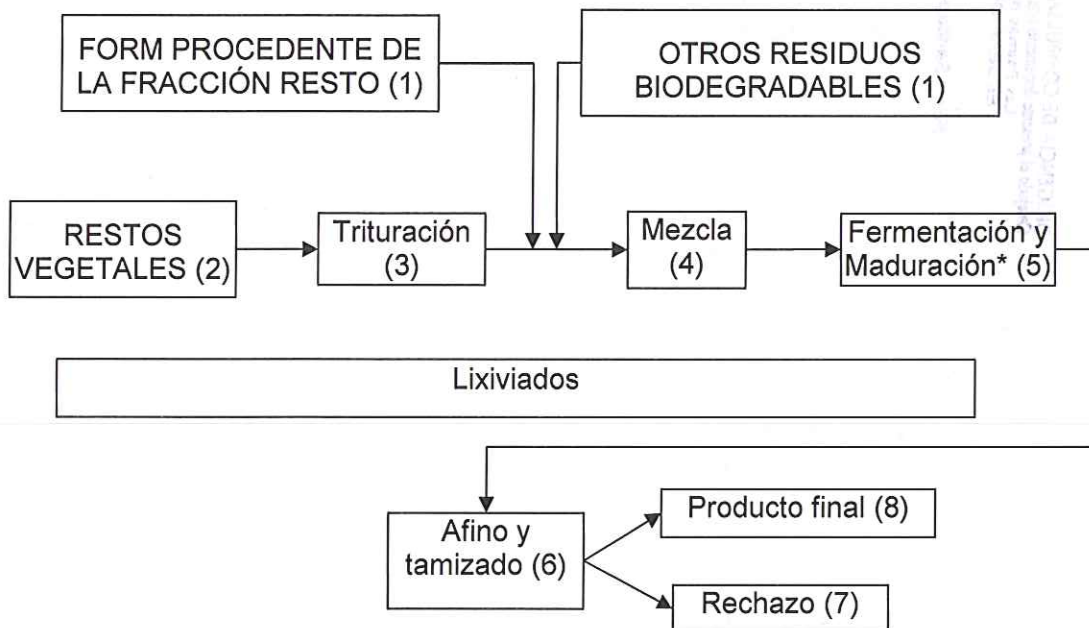 FORM PROCEDENTE DE
LA FRACCIÓN RESTO (1)
OTROS RESIDUOS
BIODEGRADABLES (1)
RESTOS
VEGETALES (2)
Trituración
(3)
Mezcla
(4)
Fermentación y
Maduración* (5)
Lixiviados
Afino y
tamizado (6)
Producto final (8)
Rechazo (7)